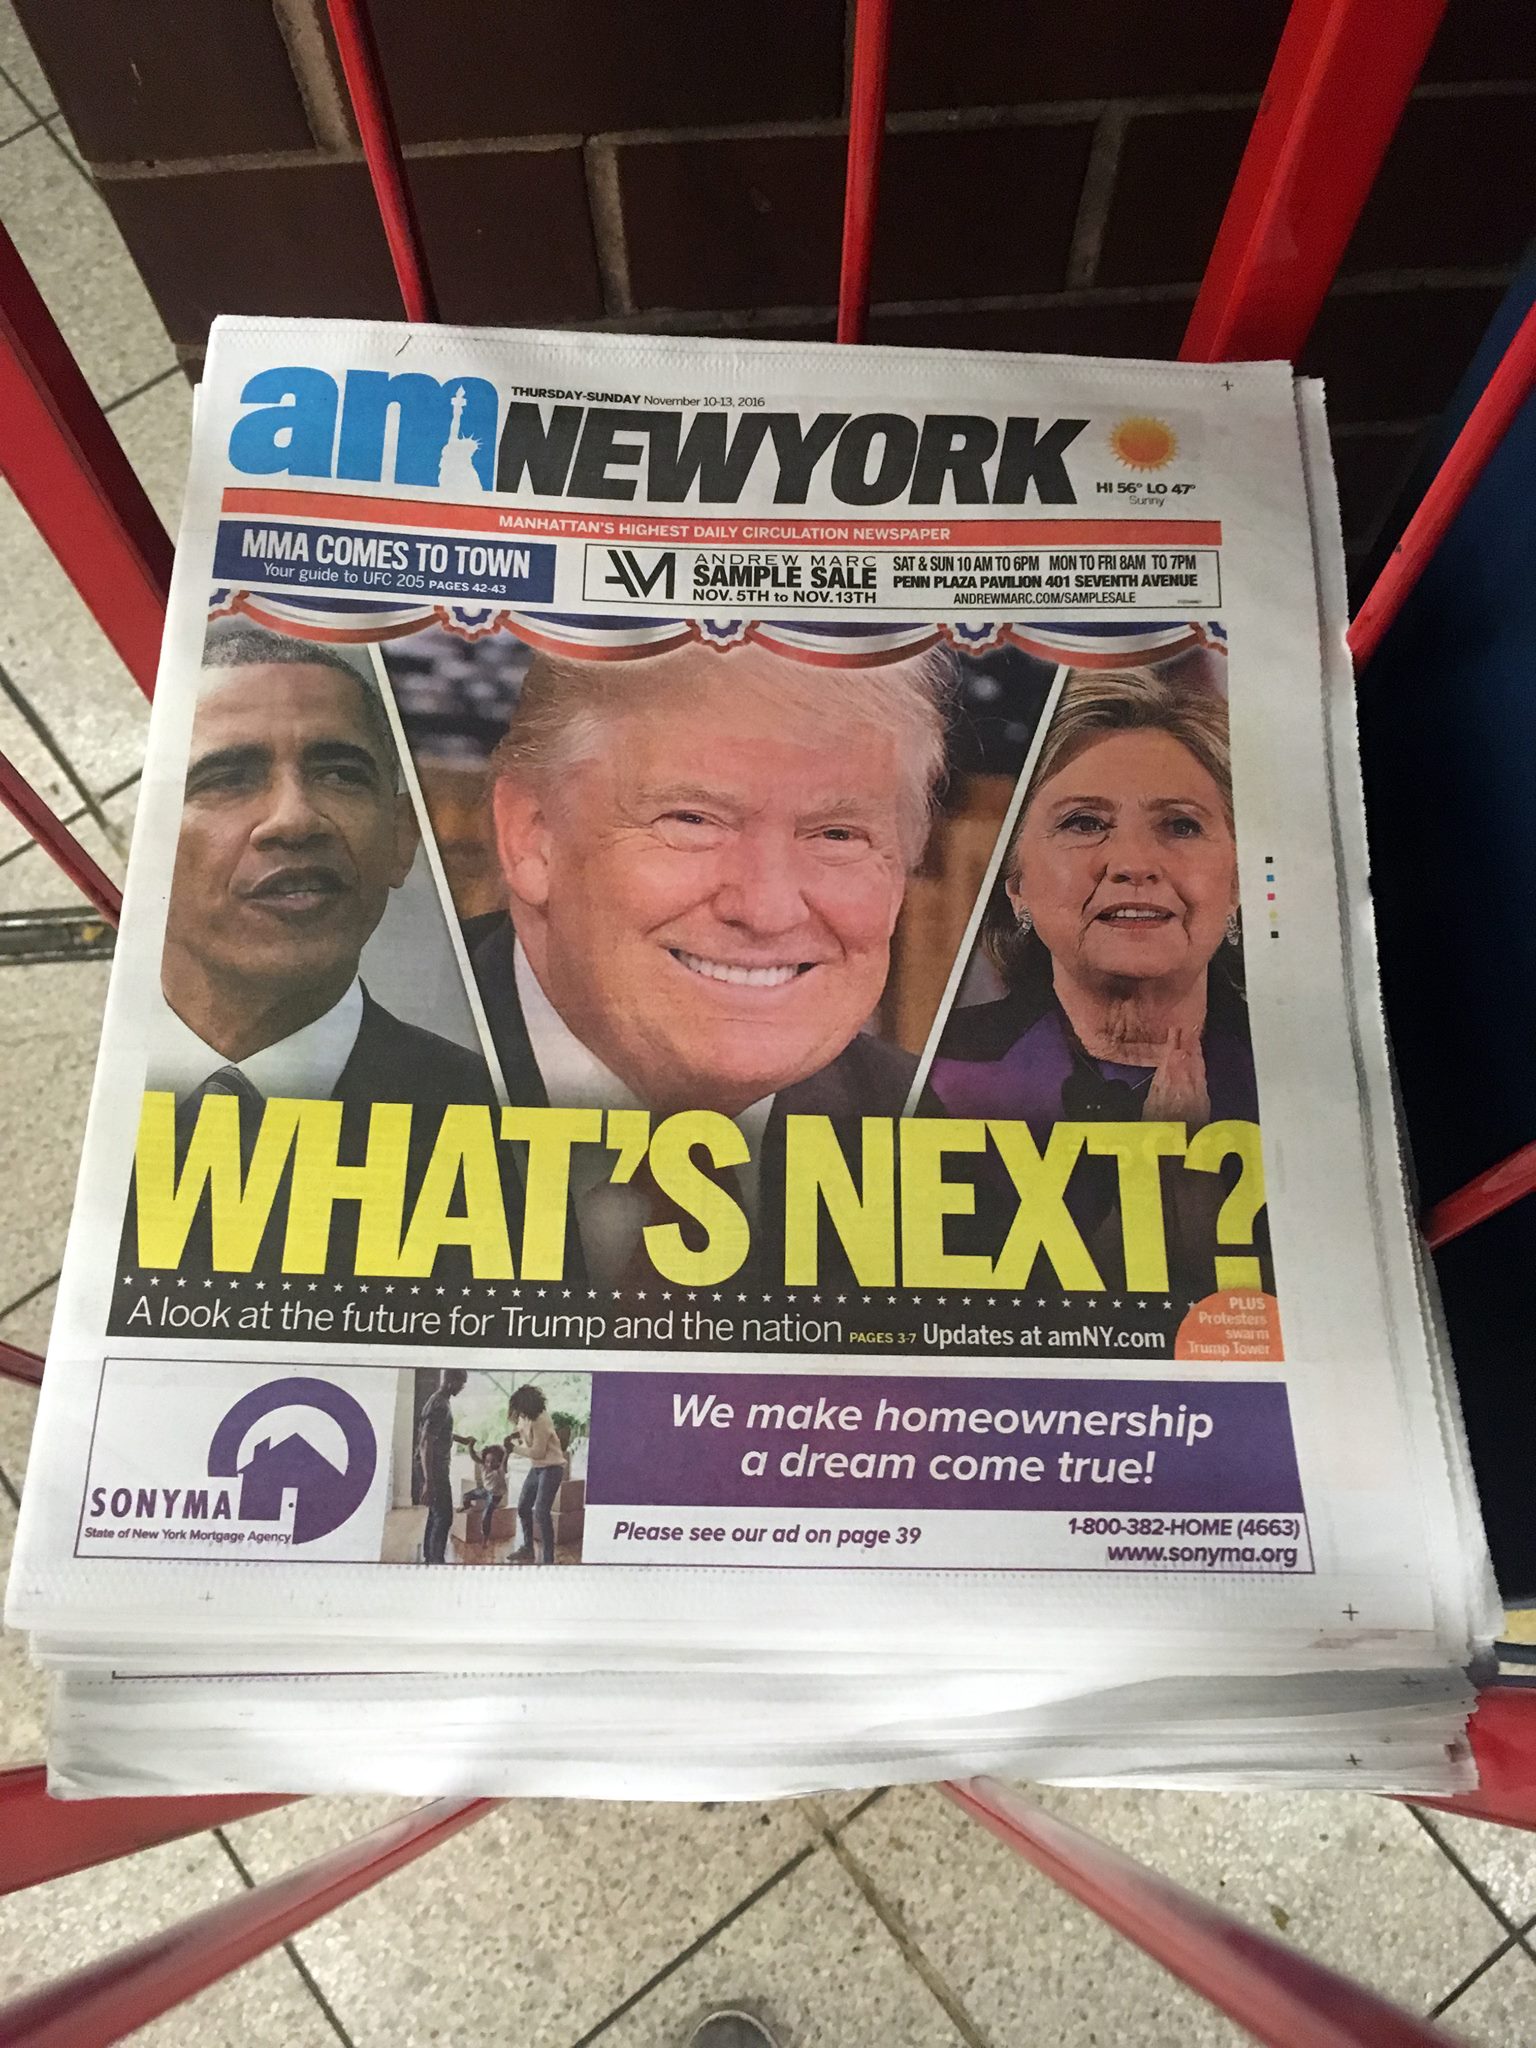 amNEWYORK
THURSDAY-SUNDAY November 10-13, 2016
HI 56° LO 47°
Sunny
MANHATTAN'S HIGHEST DAILY CIRCULATION NEWSPAPER
MMA COMES TO TOWN
Your guide to UFC 205 PAGES 42-43
ANDREW MARC
SAMPLE SALE
NOV. 5TH to NOV. 13TH
SAT & SUN 10 AM TO 6PM MON TO FRI 8AM TO 7PM
PENN PLAZA PAVILION 401 SEVENTH AVENUE
ANDREWMARC.COM/SAMPLESALE
WHAT'S NEXT?
A look at the future for Trump and the nation PAGES 3-7 Updates at amNY.com
PLUS
Protesters
swarm
Trump Tower
SONYMA
State of New York Mortgage Agency
We make homeownership
a dream come true!
Please see our ad on page 39
1-800-382-HOME (4663)
www.sonyma.org